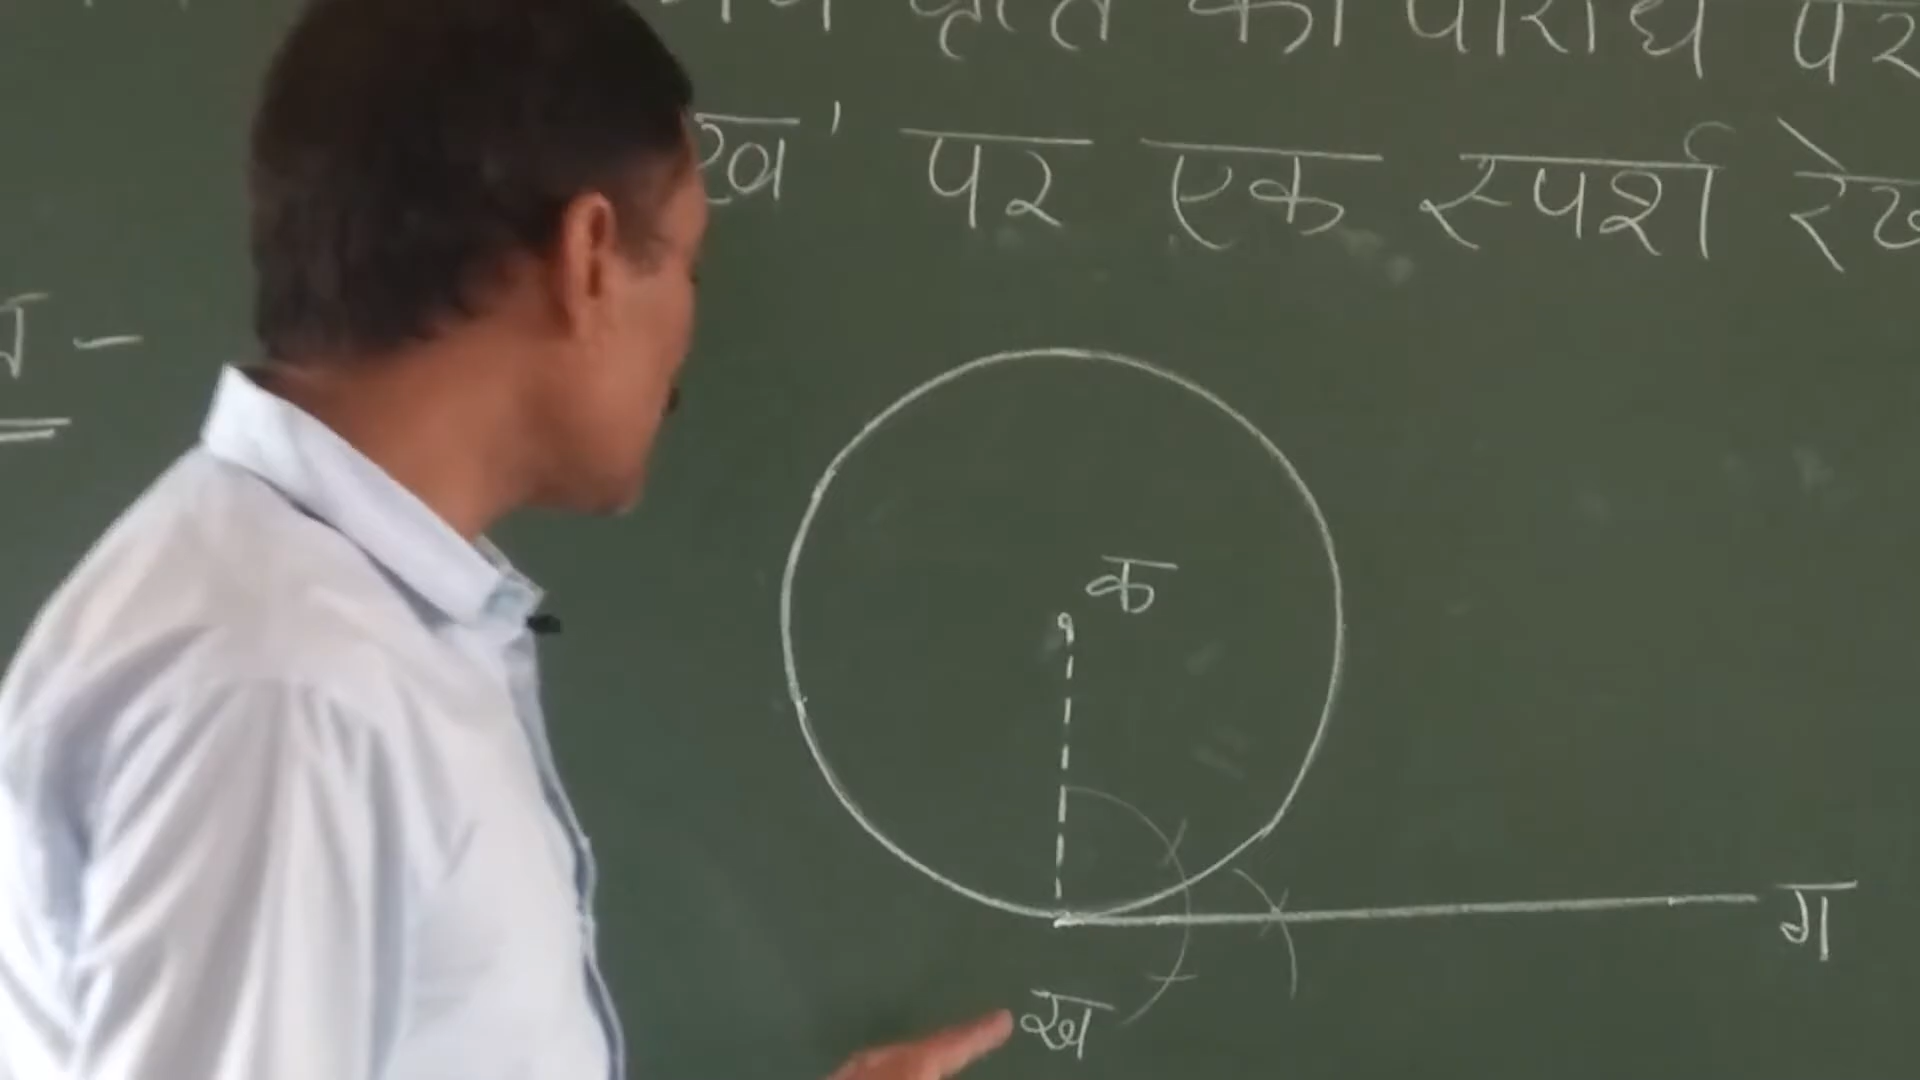 वृत्त की परिधि पर
ख' पर एक स्पर्श
क
ग
ख